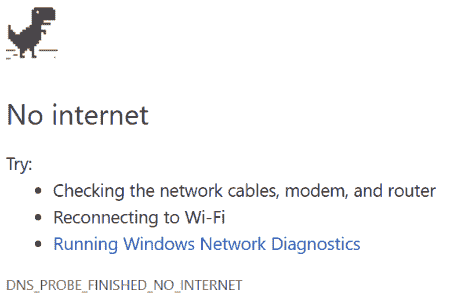 No internet
Try:
• Checking the network cables, modem, and router
• Reconnecting to Wi-Fi
• Running Windows Network Diagnostics
DNS_PROBE_FINISHED_NO_INTERNET